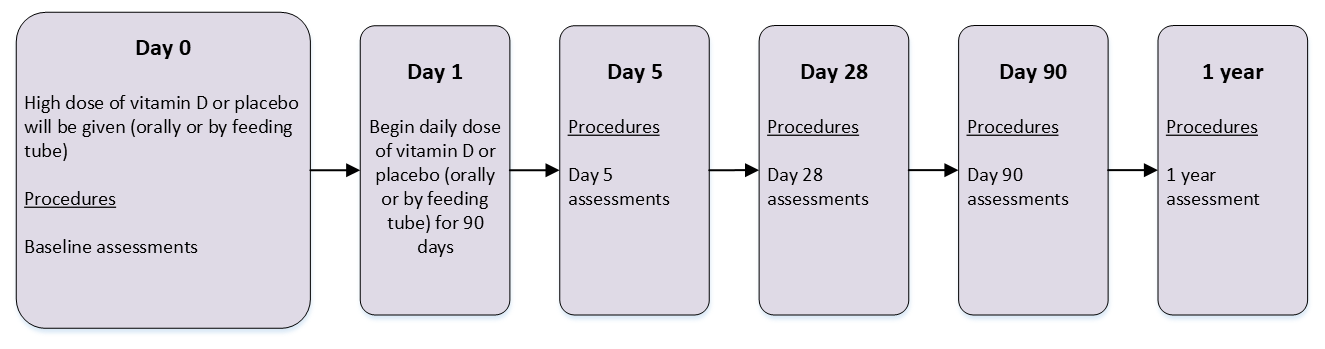 Day 0
High dose of vitamin D or placebo
will be given (orally or by feeding
tube)
Procedures
Baseline assessments
Day 1
Begin daily dose
of vitamin D or
placebo (orally
or by feeding
tube) for 90
days
Day 5
Procedures
Day 5
assessments
Day 28
Procedures
Day 28
assessments
Day 90
Procedures
Day 90
assessments
1 year
Procedures
1 year
assessment